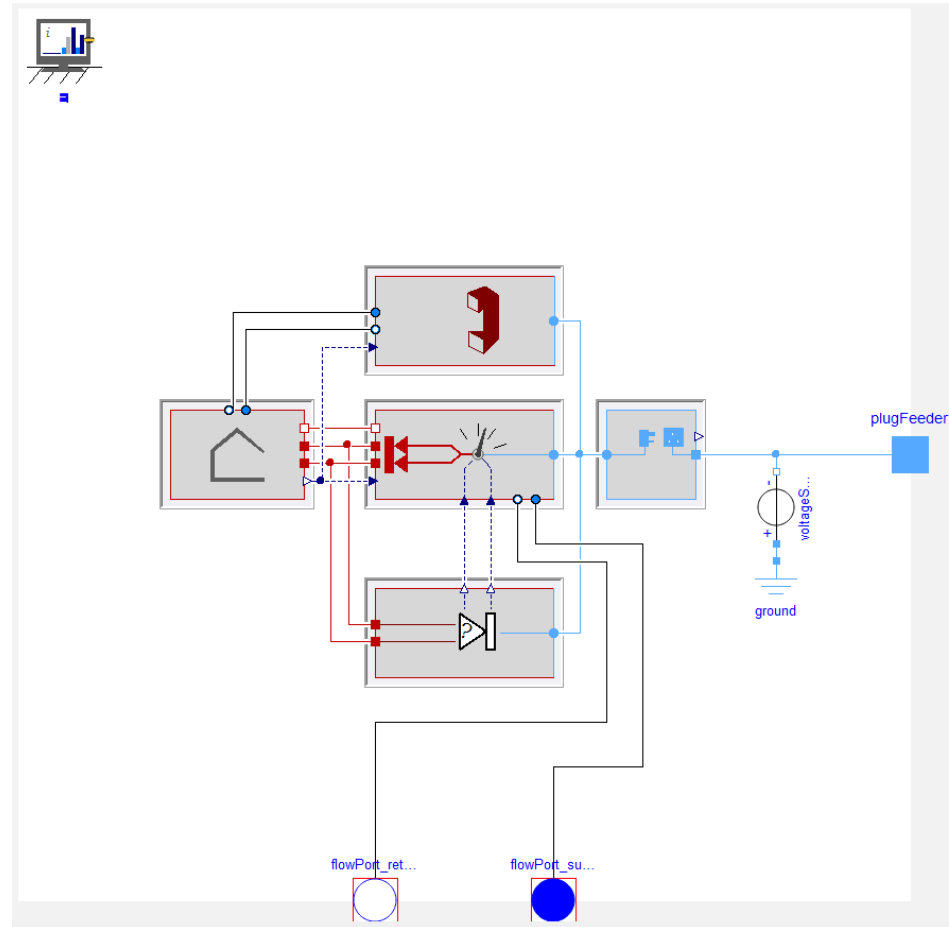 i
plugFeeder
voltageS...
-
+
ground
?
flowPort_ret...
flowPort_su...